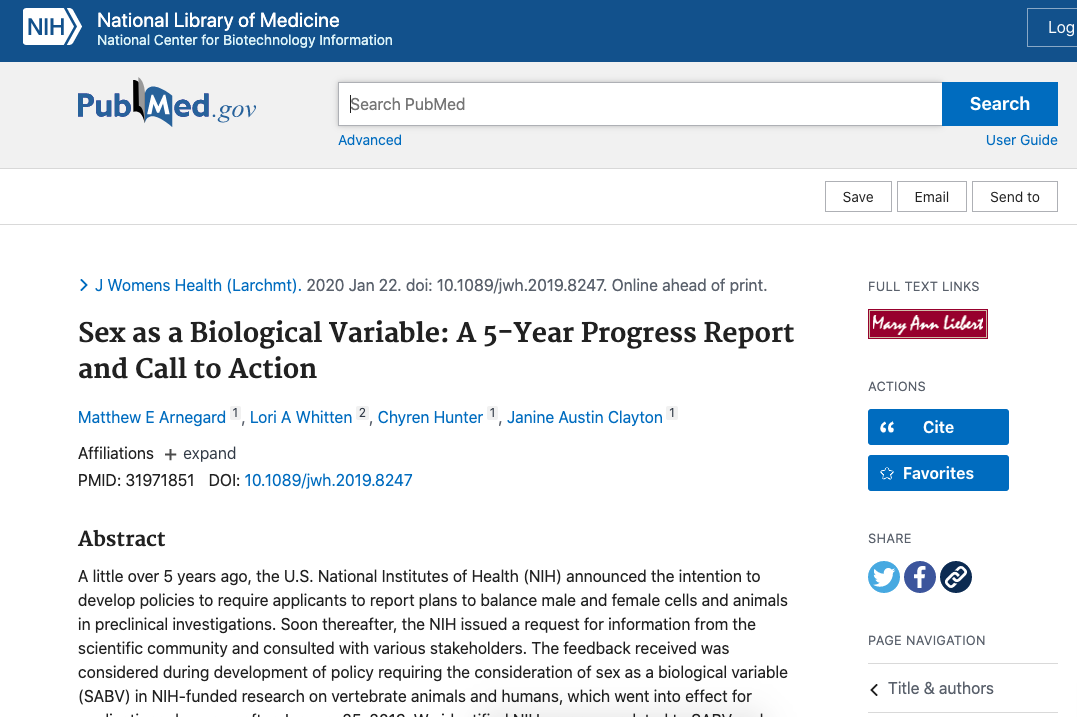 NIH National Library of Medicine
National Center for Biotechnology Information
Log
PubMed.gov
Search PubMed
Search
Advanced
User Guide
Save
Email
Send to
J Womens Health (Larchmt). 2020 Jan 22. doi: 10.1089/jwh.2019.8247. Online ahead of print.
Sex as a Biological Variable: A 5-Year Progress Report
and Call to Action
Matthew E Arnegard 1, Lori A Whitten 2, Chyren Hunter 1, Janine Austin Clayton 1
Affiliations + expand
PMID: 31971851 DOI: 10.1089/jwh.2019.8247
Abstract
A little over 5 years ago, the U.S. National Institutes of Health (NIH) announced the intention to
develop policies to require applicants to report plans to balance male and female cells and animals
in preclinical investigations. Soon thereafter, the NIH issued a request for information from the
scientific community and consulted with various stakeholders. The feedback received was
considered during development of policy requiring the consideration of sex as a biological variable
(SABV) in NIH-funded research on vertebrate animals and humans, which went into effect for
FULL TEXT LINKS
Mary Ann Liebert
ACTIONS
Cite
Favorites
SHARE
PAGE NAVIGATION
Title & authors